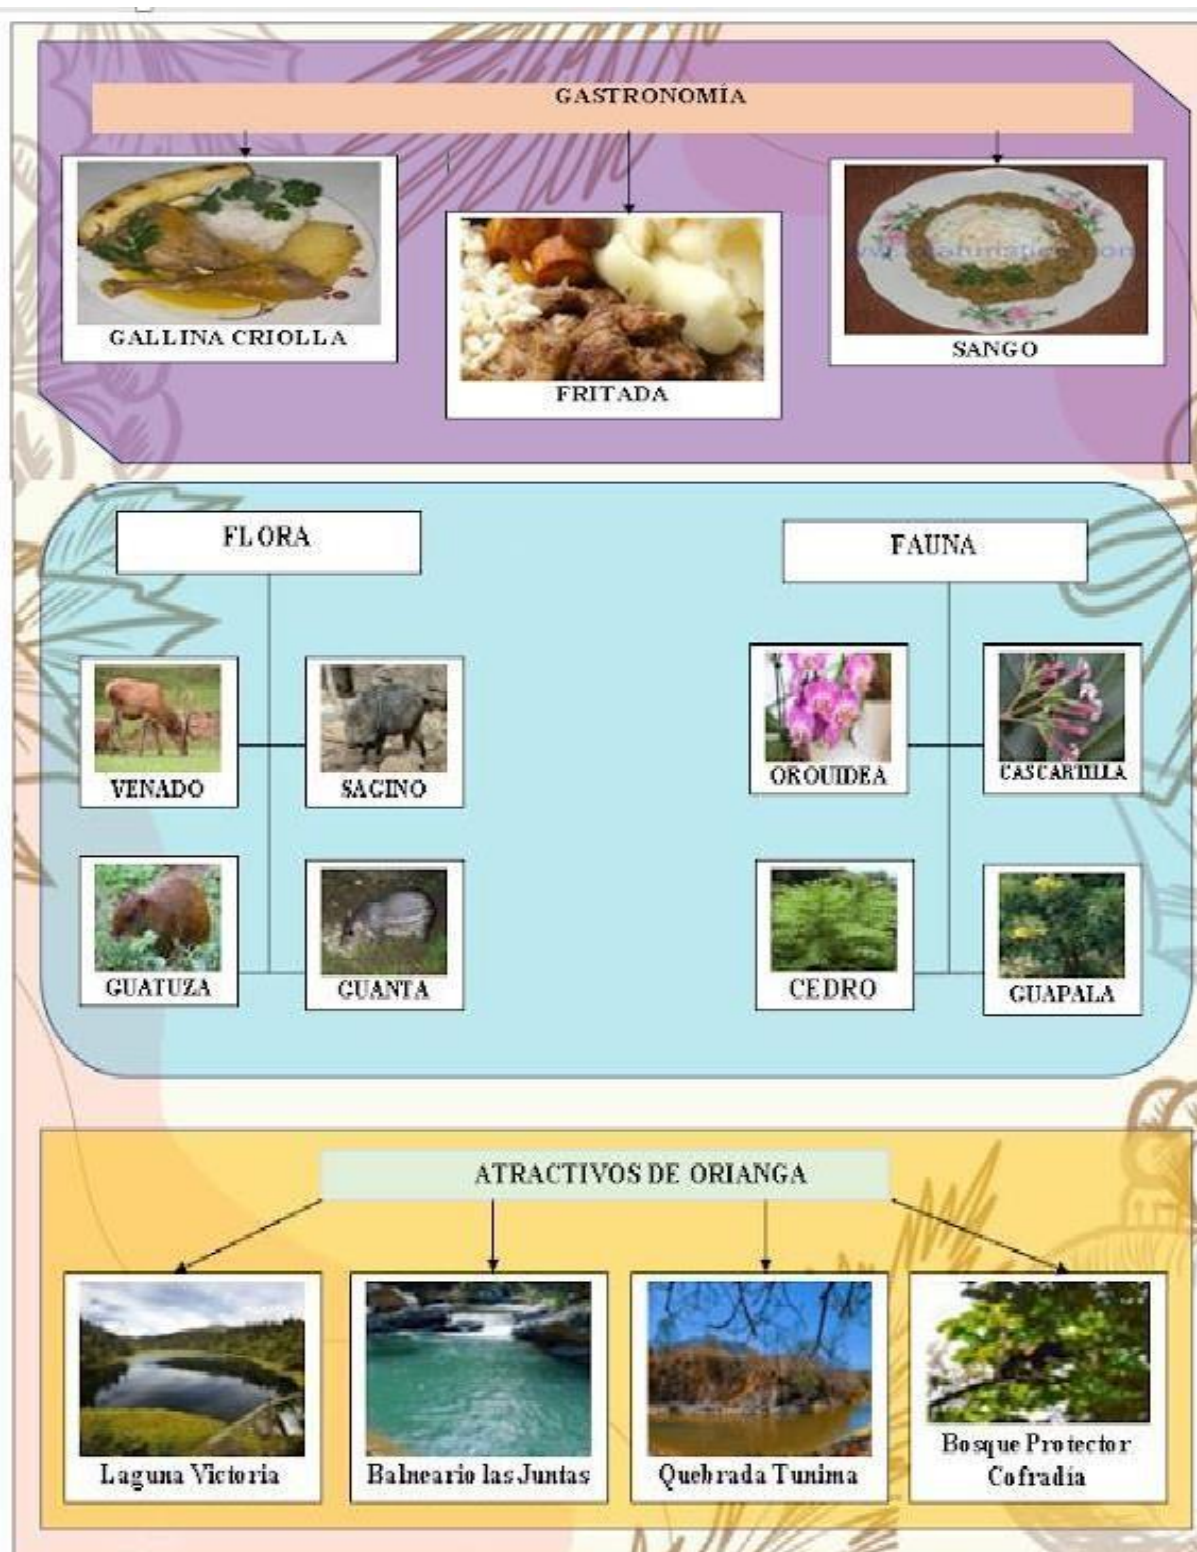 GASTRONOMÍA
GALLINA CRIOLLA
FRITADA
SANGO
FLORA
FAUNA
VENADO
SAGINO
OROUIDEA
CASCARILLA
GUATUZA
GUANTA
CEDRO
GUAPALA
ATRACTIVOS DE ORIANGA
Laguna Victoria
Balneario las Juntas
Quebrada Tunima
Bosque Protector
Cofradía